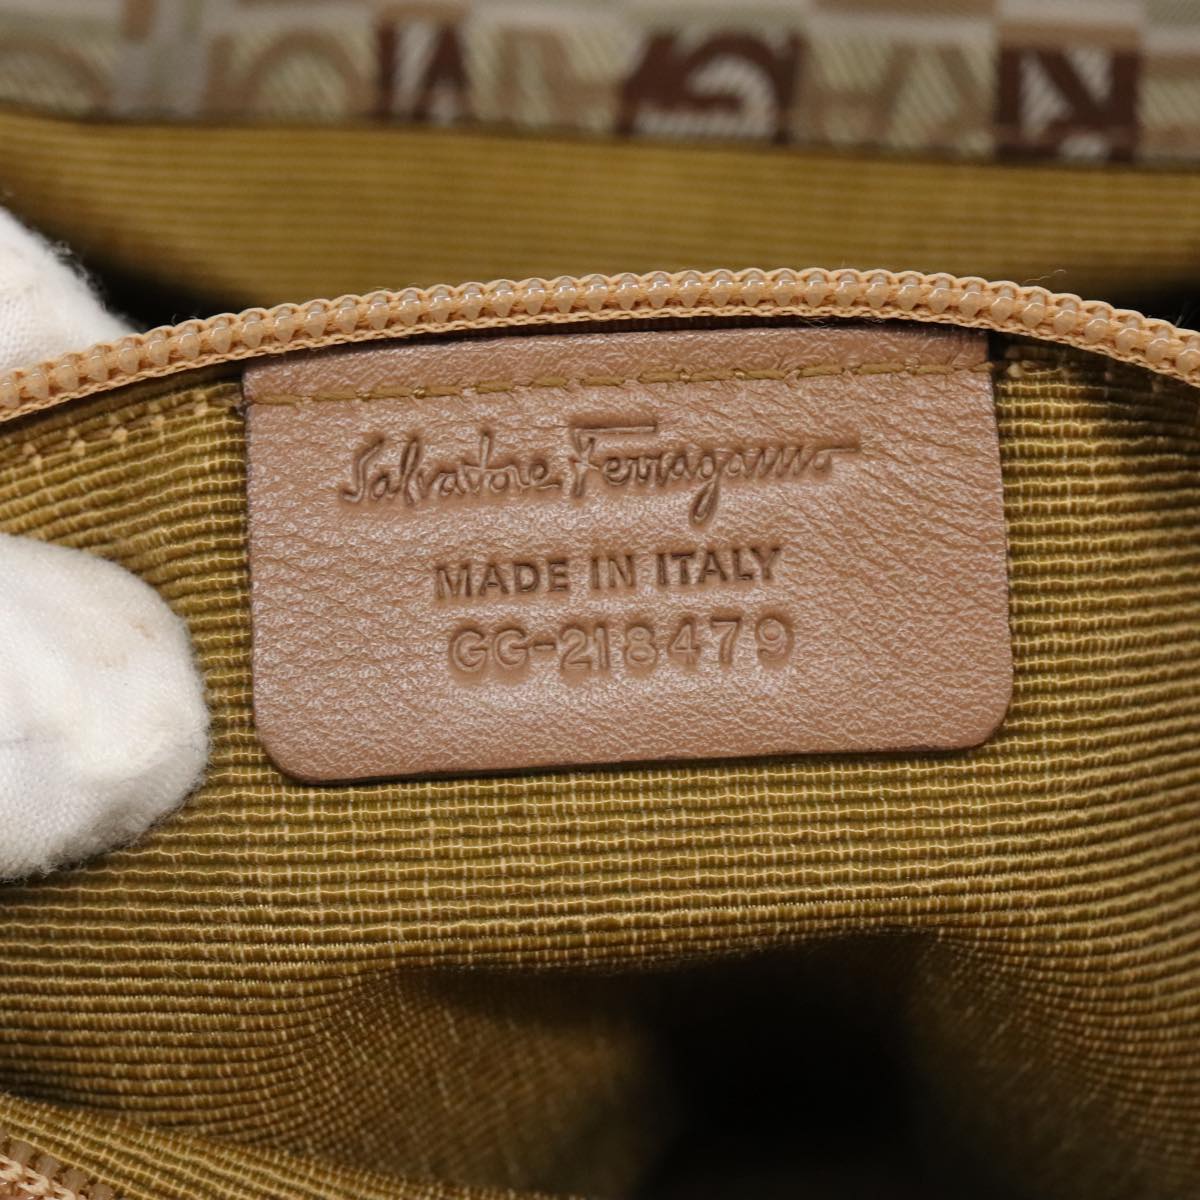 Salvatore Ferragamo
MADE IN ITALY
GG-218479